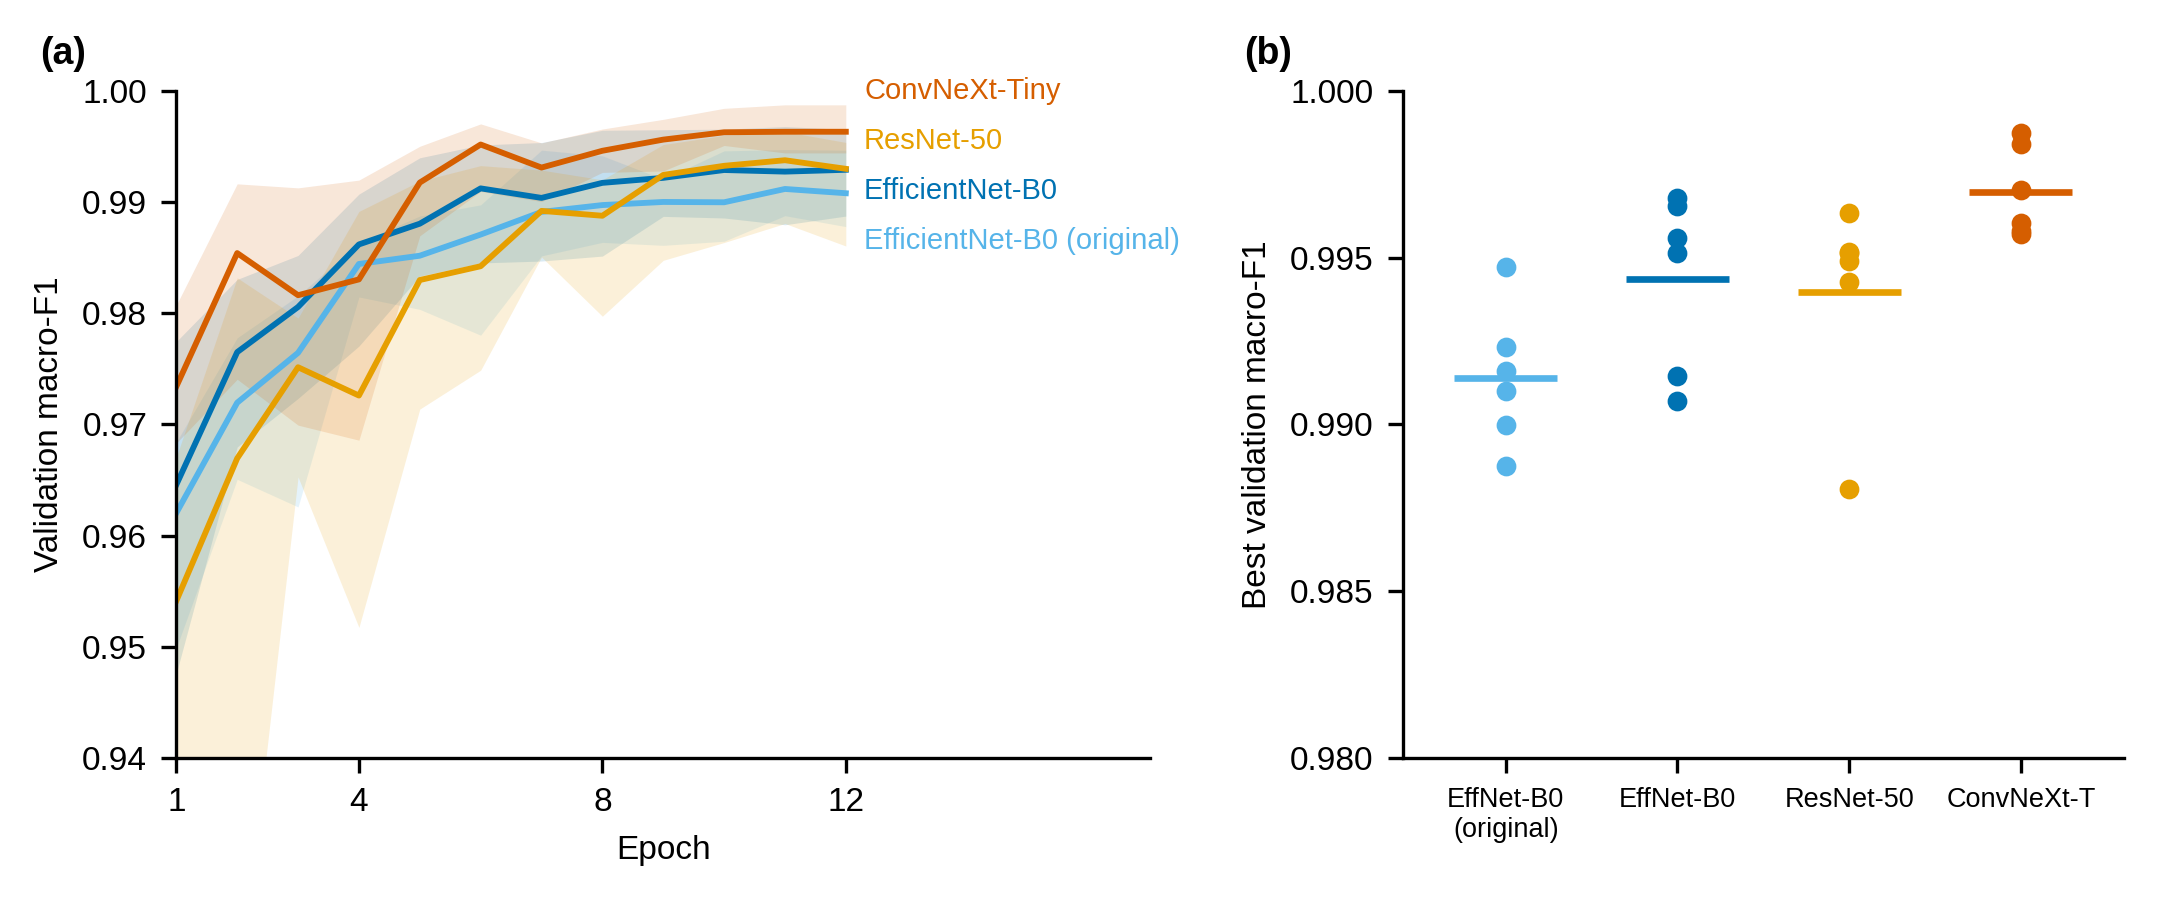 (a)
1.00
0.99
0.98
0.97
0.96
0.95
0.94
Validation macro-F1
1
4
8
12
Epoch
ConvNeXt-Tiny
ResNet-50
EfficientNet-B0
EfficientNet-B0 (original)
(b)
1.000
0.995
0.990
0.985
0.980
Best validation macro-F1
EffNet-B0
(original)
EffNet-B0
ResNet-50
ConvNeXt-T